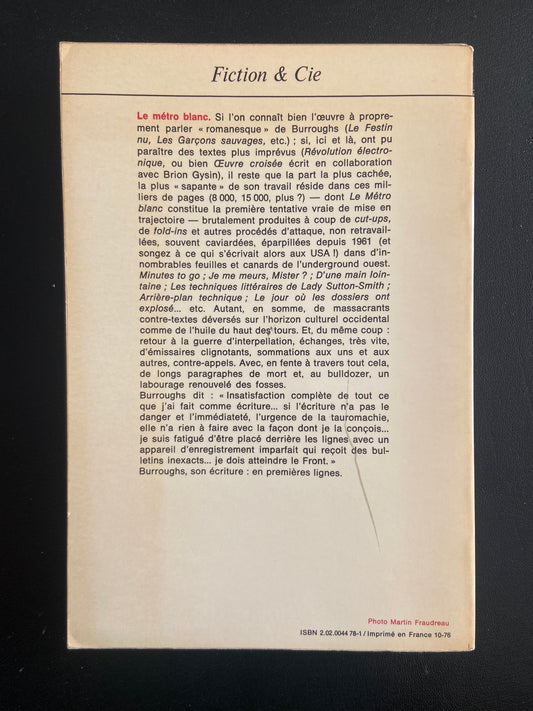 Fiction & Cie
Le métro blanc. Si l'on connaît bien l'œuvre à propre-
ment parler « romanesque » de Burroughs (Le Festin
nu, Les Garçons sauvages, etc.) ; si, ici et là, ont pu
paraître des textes plus imprévus (Révolution électro-
nique, ou bien Œuvre croisée écrit en collaboration
avec Brion Gysin), il reste que la part la plus cachée,
la plus « sapante » de son travail réside dans ces mil-
liers de pages (8 000, 15 000, plus ?) — dont Le Métro
blanc constitue la première tentative vraie de mise en
trajectoire — brutalement produites à coup de cut-ups,
de fold-ins et autres procédés d'attaque, non retravail-
lées, souvent caviardées, éparpillées depuis 1961 (et
songez à ce qui s'écrivait alors aux USA !) dans d'in-
nombrables feuilles et canards de l'underground ouest.
Minutes to go ; Je me meurs, Mister ? ; D'une main loin-
taine ; Les techniques littéraires de Lady Sutton-Smith ;
Arrière-plan technique ; Le jour où les dossiers ont
explosé... etc. Autant, en somme, de massacrants
contre-textes déversés sur l'horizon culturel occidental
comme de l'huile du haut des tours. Et, du même coup :
retour à la guerre d'interpellation, échanges, très vite,
d'émissaires clignotants, sommations aux uns et aux
autres, contre-appels. Avec, en fente à travers tout cela,
de longs paragraphes de mort et, au bulldozer, un
labourage renouvelé des fosses.
Burroughs dit : « Insatisfaction complète de tout ce
que j'ai fait comme écriture... si l'écriture n'a pas le
danger et l'immédiateté, l'urgence de la tauromachie,
elle n'a rien à faire avec la façon dont je la conçois...
je suis fatigué d'être placé derrière les lignes avec un
appareil d'enregistrement imparfait qui reçoit des bul-
letins inexacts... je dois atteindre le Front. »
Burroughs, son écriture : en premières lignes.
Photo Martin Fraudreau
ISBN 2.02.0044 78-1 / Imprimé en France 10-76